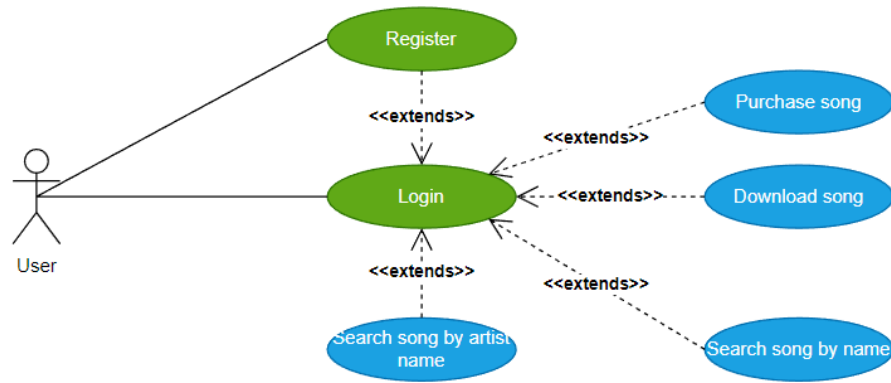 Register
<<extends>>
Purchase song
<<extends>>
Login
<<extends>>
Download song
User
<<extends>>
<<extends>>
Search song by artist
name
Search song by name